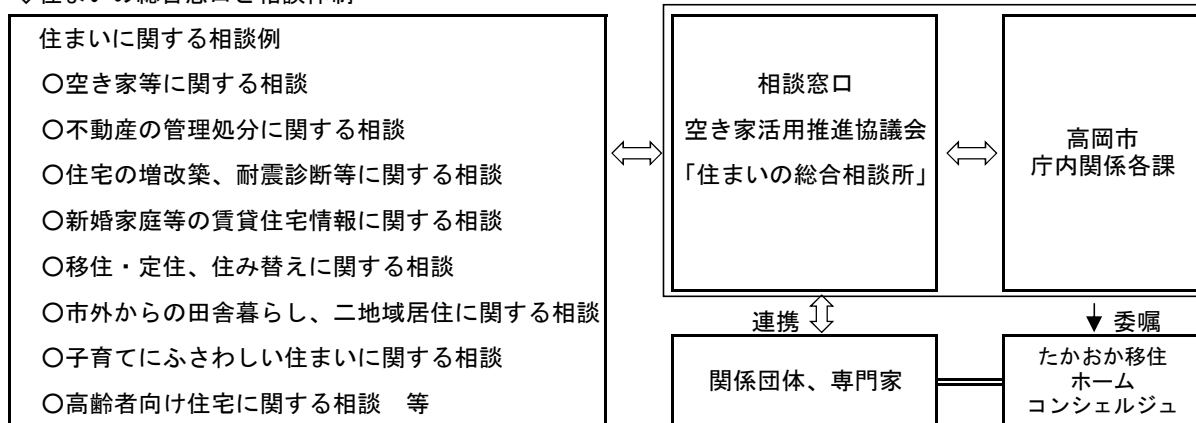 住まいに関する相談例
○空き家等に関する相談
○不動産の管理処分に関する相談
○住宅の増改築、耐震診断等に関する相談
○新婚家庭等の賃貸住宅情報に関する相談
○移住・定住、住み替えに関する相談
○市外からの田舎暮らし、二地域居住に関する相談
○子育てにふさわしい住まいに関する相談
○高齢者向け住宅に関する相談　等
相談窓口
空き家活用推進協議会
「住まいの総合相談所」
高岡市
庁内関係各課
連携
委嘱
関係団体、専門家
たかおか移住
ホーム
コンシェルジュ